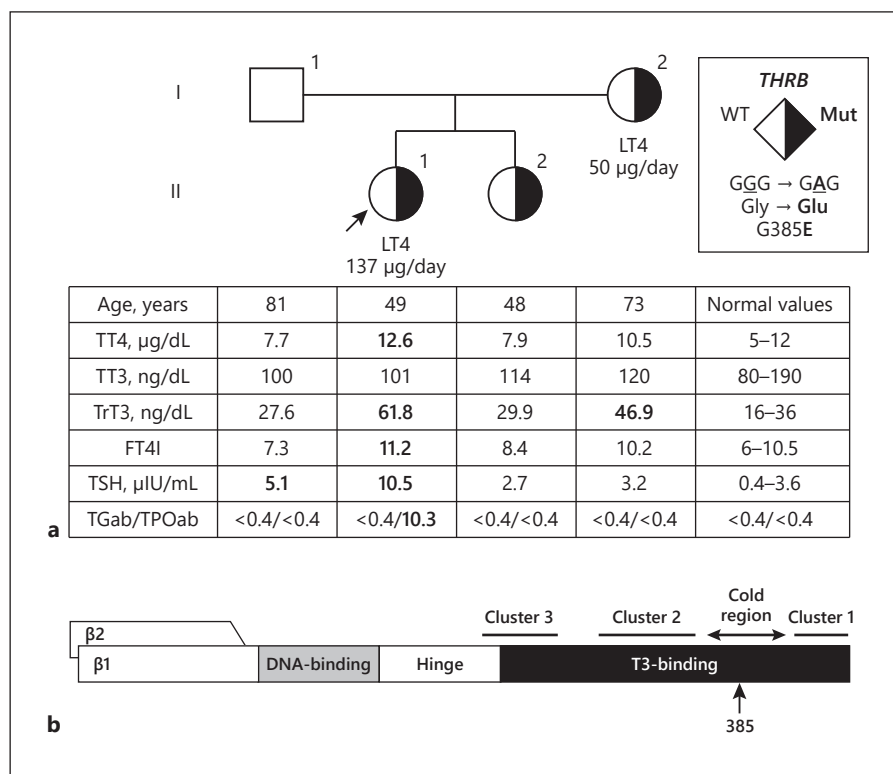 1
2
THRB
WT
Mut
I
LT4
50 µg/day
GGG → GAG
Gly → Glu
G385E
1
2
II
LT4
137 µg/day
Age, years 81 49 48 73 Normal values
TT4, µg/dL 7.7 12.6 7.9 10.5 5–12
TT3, ng/dL 100 101 114 120 80–190
TrT3, ng/dL 27.6 61.8 29.9 46.9 16–36
FT4I 7.3 11.2 8.4 10.2 6–10.5
TSH, µIU/mL 5.1 10.5 2.7 3.2 0.4–3.6
a TGab/TPOab <0.4/<0.4 <0.4/10.3 <0.4/<0.4 <0.4/<0.4 <0.4/<0.4
Cluster 3 Cluster 2 Cold region Cluster 1
β2
β1 DNA-binding Hinge T3-binding
b 385